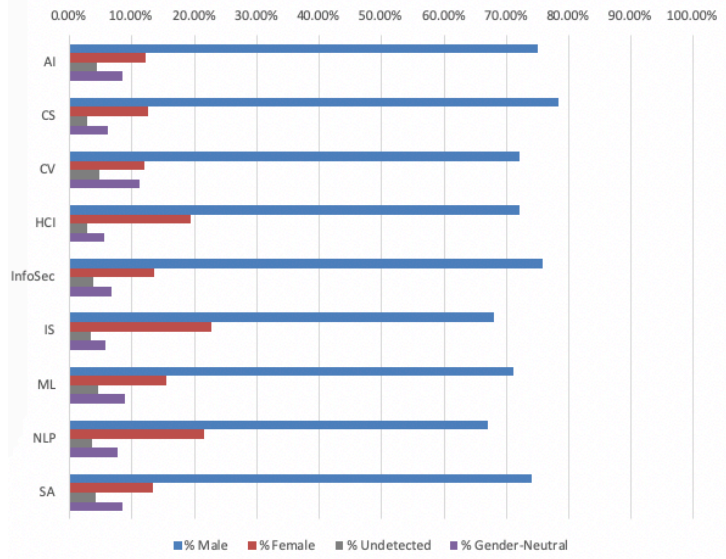 0.00% 10.00% 20.00% 30.00% 40.00% 50.00% 60.00% 70.00% 80.00% 90.00% 100.00%
AI
CS
CV
HCI
InfoSec
IS
ML
NLP
SA
% Male % Female % Undetected % Gender-Neutral